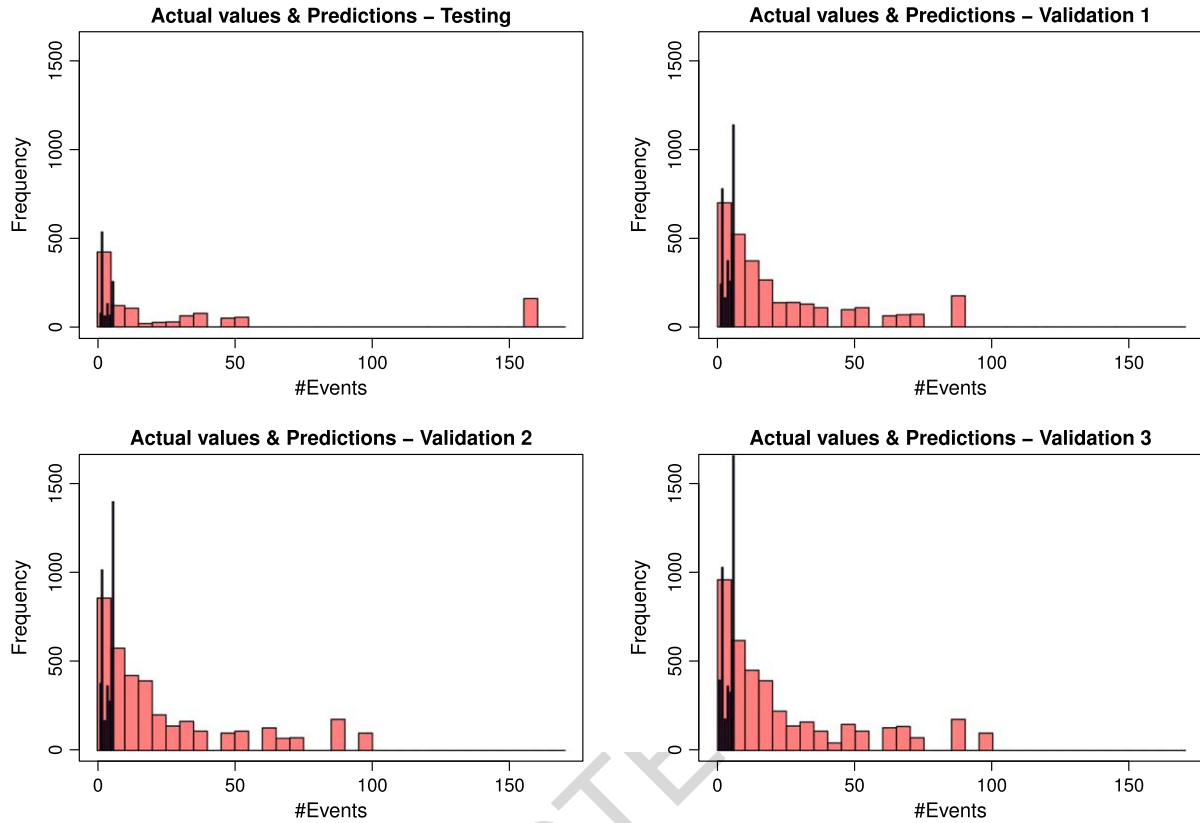 Actual values & Predictions − Testing
Frequency
0
500
1000
1500
0 50 100 150
#Events
Actual values & Predictions − Validation 1
Frequency
0
500
1000
1500
0 50 100 150
#Events
Actual values & Predictions − Validation 2
Frequency
0
500
1000
1500
0 50 100 150
#Events
Actual values & Predictions − Validation 3
Frequency
0
500
1000
1500
0 50 100 150
#Events